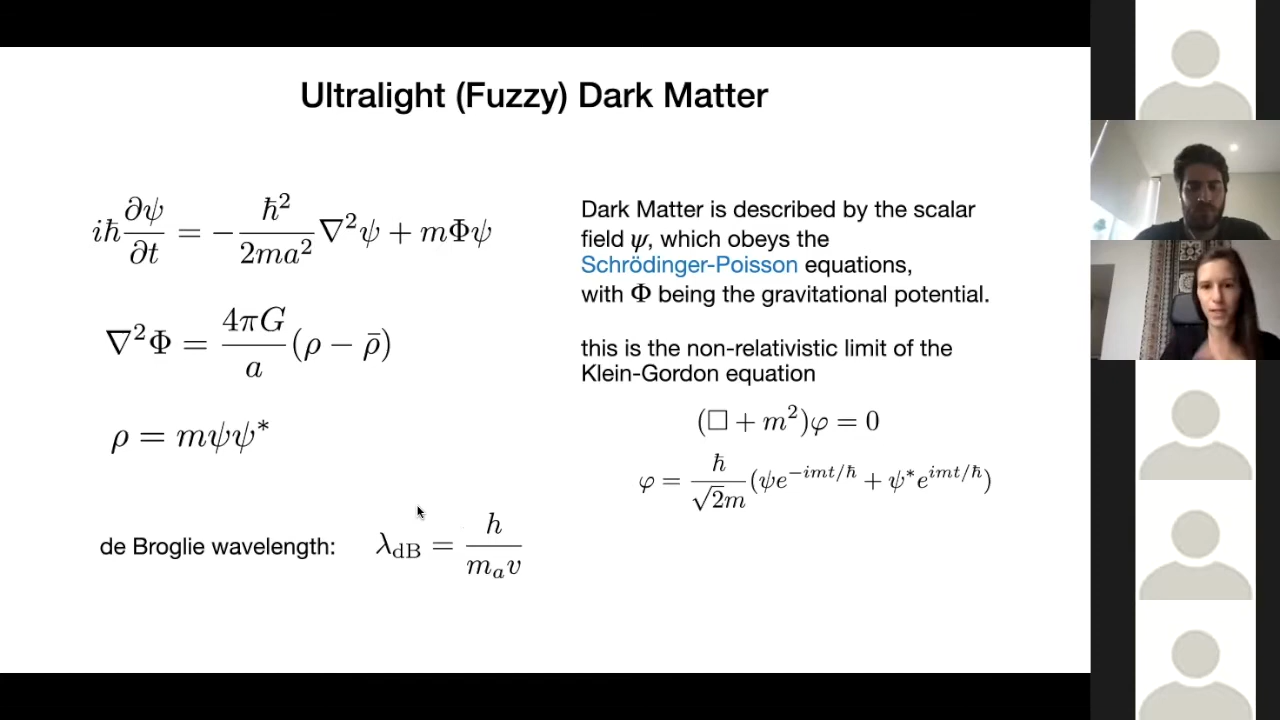 Ultralight (Fuzzy) Dark Matter
iħ ∂ψ/∂t = − ħ²/2ma² ∇²ψ + mΦψ
∇²Φ = 4πG/a (ρ − ρ̄)
ρ = mψψ*
de Broglie wavelength: λ_dB = h/m_a v
Dark Matter is described by the scalar
field ψ, which obeys the
Schrödinger-Poisson equations,
with Φ being the gravitational potential.
this is the non-relativistic limit of the
Klein-Gordon equation
(□ + m²)φ = 0
φ = ħ/√2m (ψe^{−imt/ħ} + ψ*e^{imt/ħ})